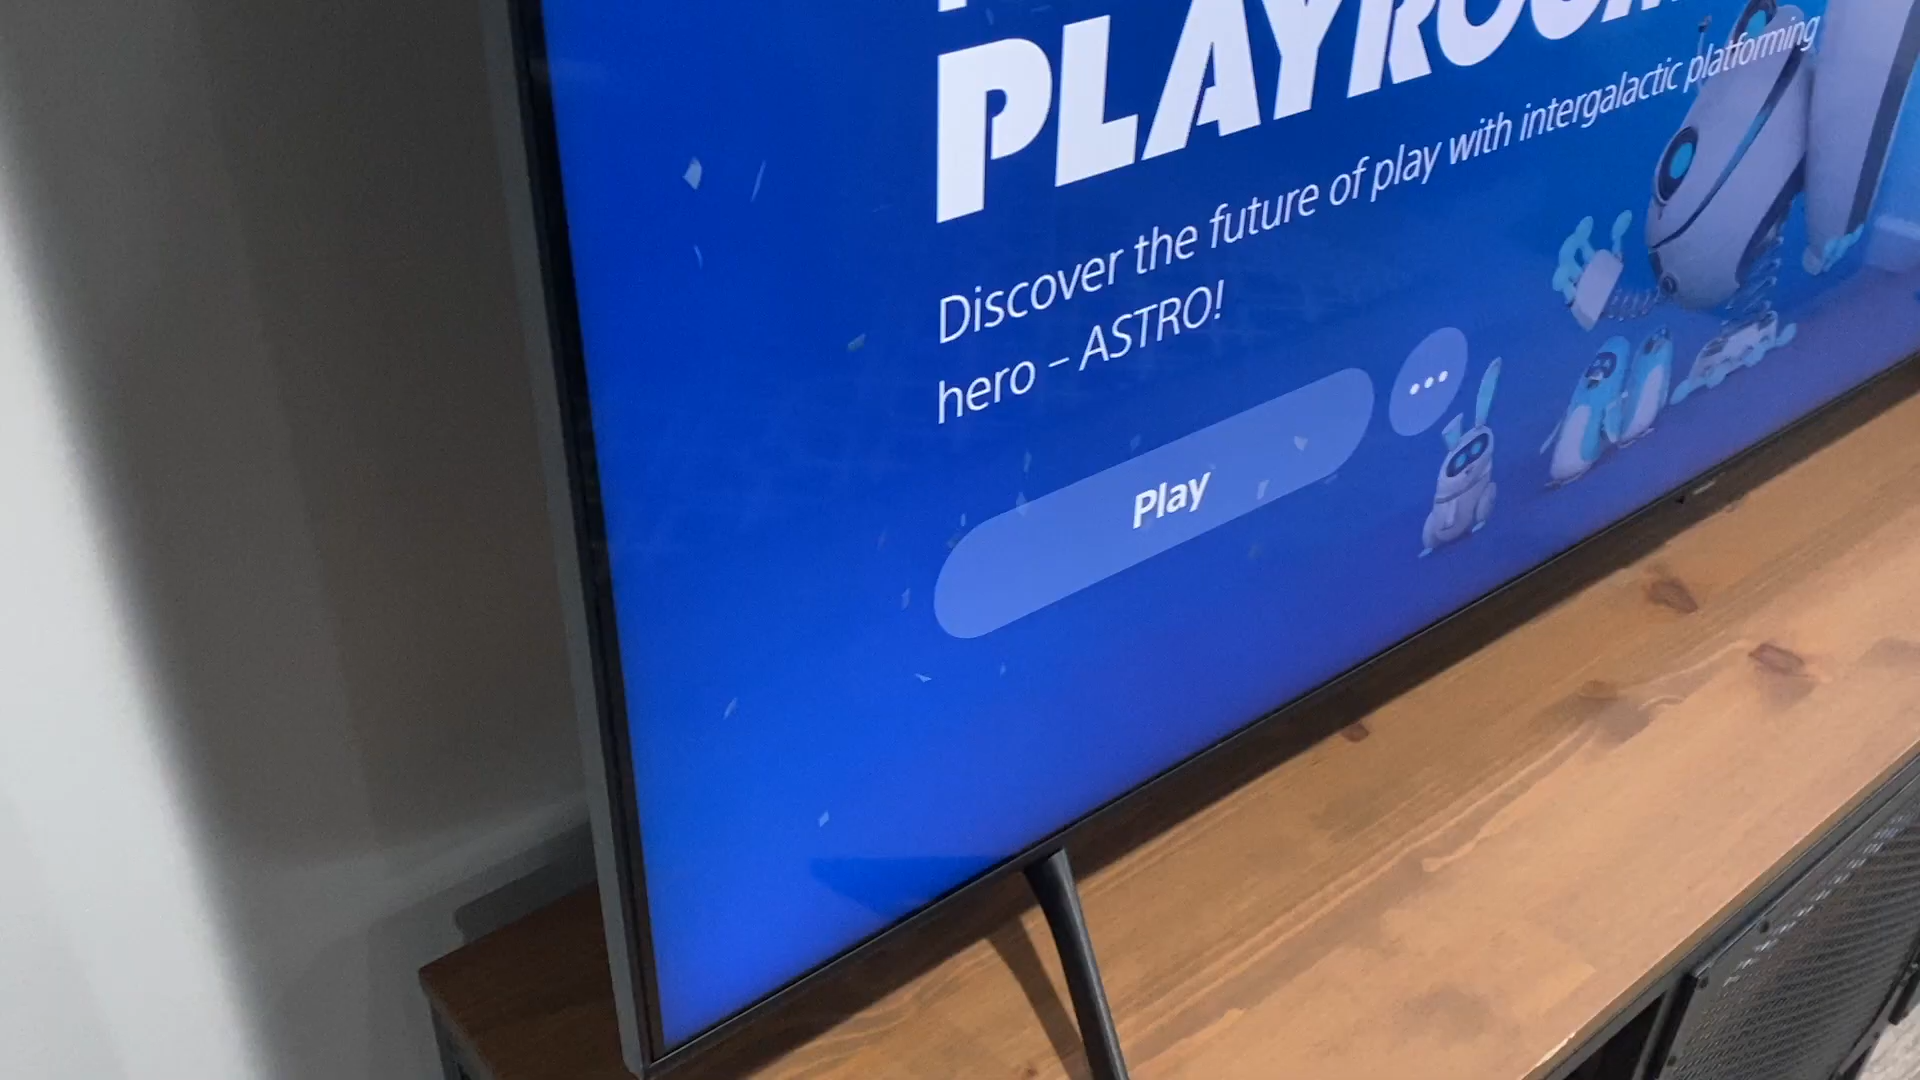 PLAYROOM
Discover the future of play with intergalactic platforming
hero – ASTRO!
Play